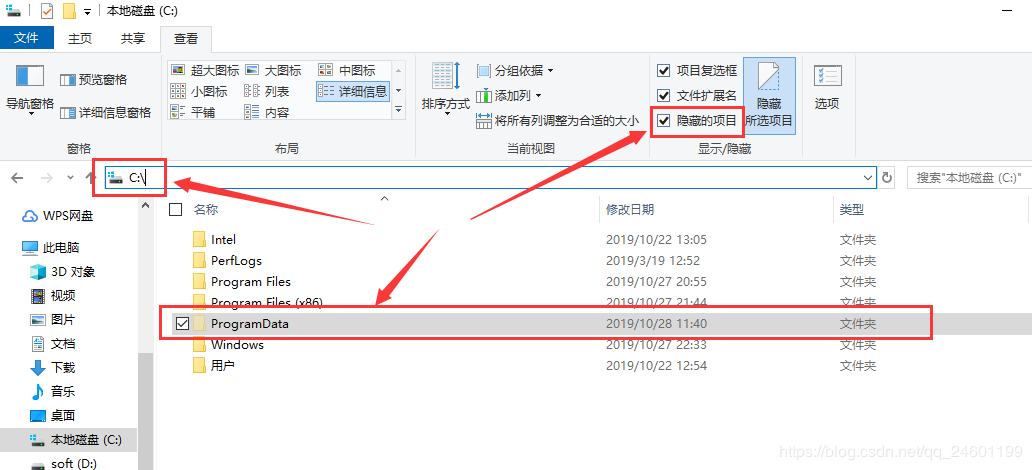 本地磁盘 (C:)
文件 主页 共享 查看
导航窗格
预览窗格
详细信息窗格
窗格
超大图标 大图标 中图标
小图标 列表 详细信息
平铺 内容
布局
排序方式
分组依据
添加列
将所有列调整为合适的大小
当前视图
项目复选框
文件扩展名
隐藏的项目
隐藏
所选项目
显示/隐藏
选项
C:\
搜索"本地磁盘 (C:)"
名称 修改日期 类型
Intel 2019/10/22 13:05 文件夹
PerfLogs 2019/3/19 12:52 文件夹
Program Files 2019/10/27 20:55 文件夹
Program Files (x86) 2019/10/27 21:44 文件夹
ProgramData 2019/10/28 11:40 文件夹
Windows 2019/10/27 22:33 文件夹
用户 2019/10/22 12:54 文件夹
WPS网盘
此电脑
3D 对象
视频
图片
文档
下载
音乐
桌面
本地磁盘 (C:)
soft (D:)
https://blog.csdn.net/qq_24601199